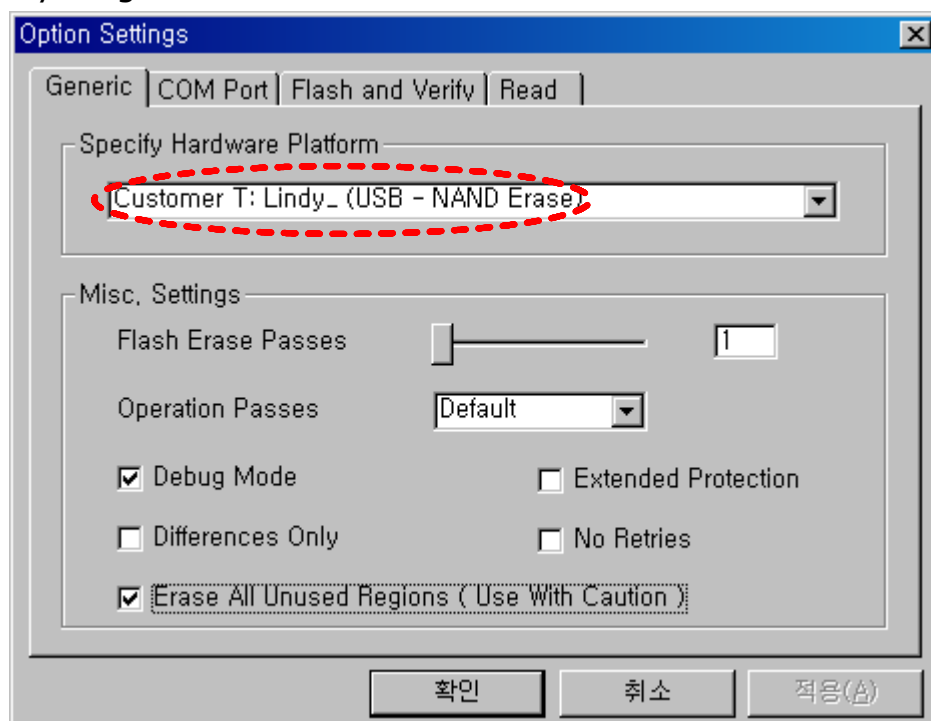 Option Settings
Generic COM Port Flash and Verify Read
Specify Hardware Platform
Customer T: Lindy_ (USB - NAND Erase)
Misc, Settings
Flash Erase Passes 1
Operation Passes Default
Debug Mode Extended Protection
Differences Only No Retries
Erase All Unused Regions ( Use With Caution )
확인 취소 적용(A)